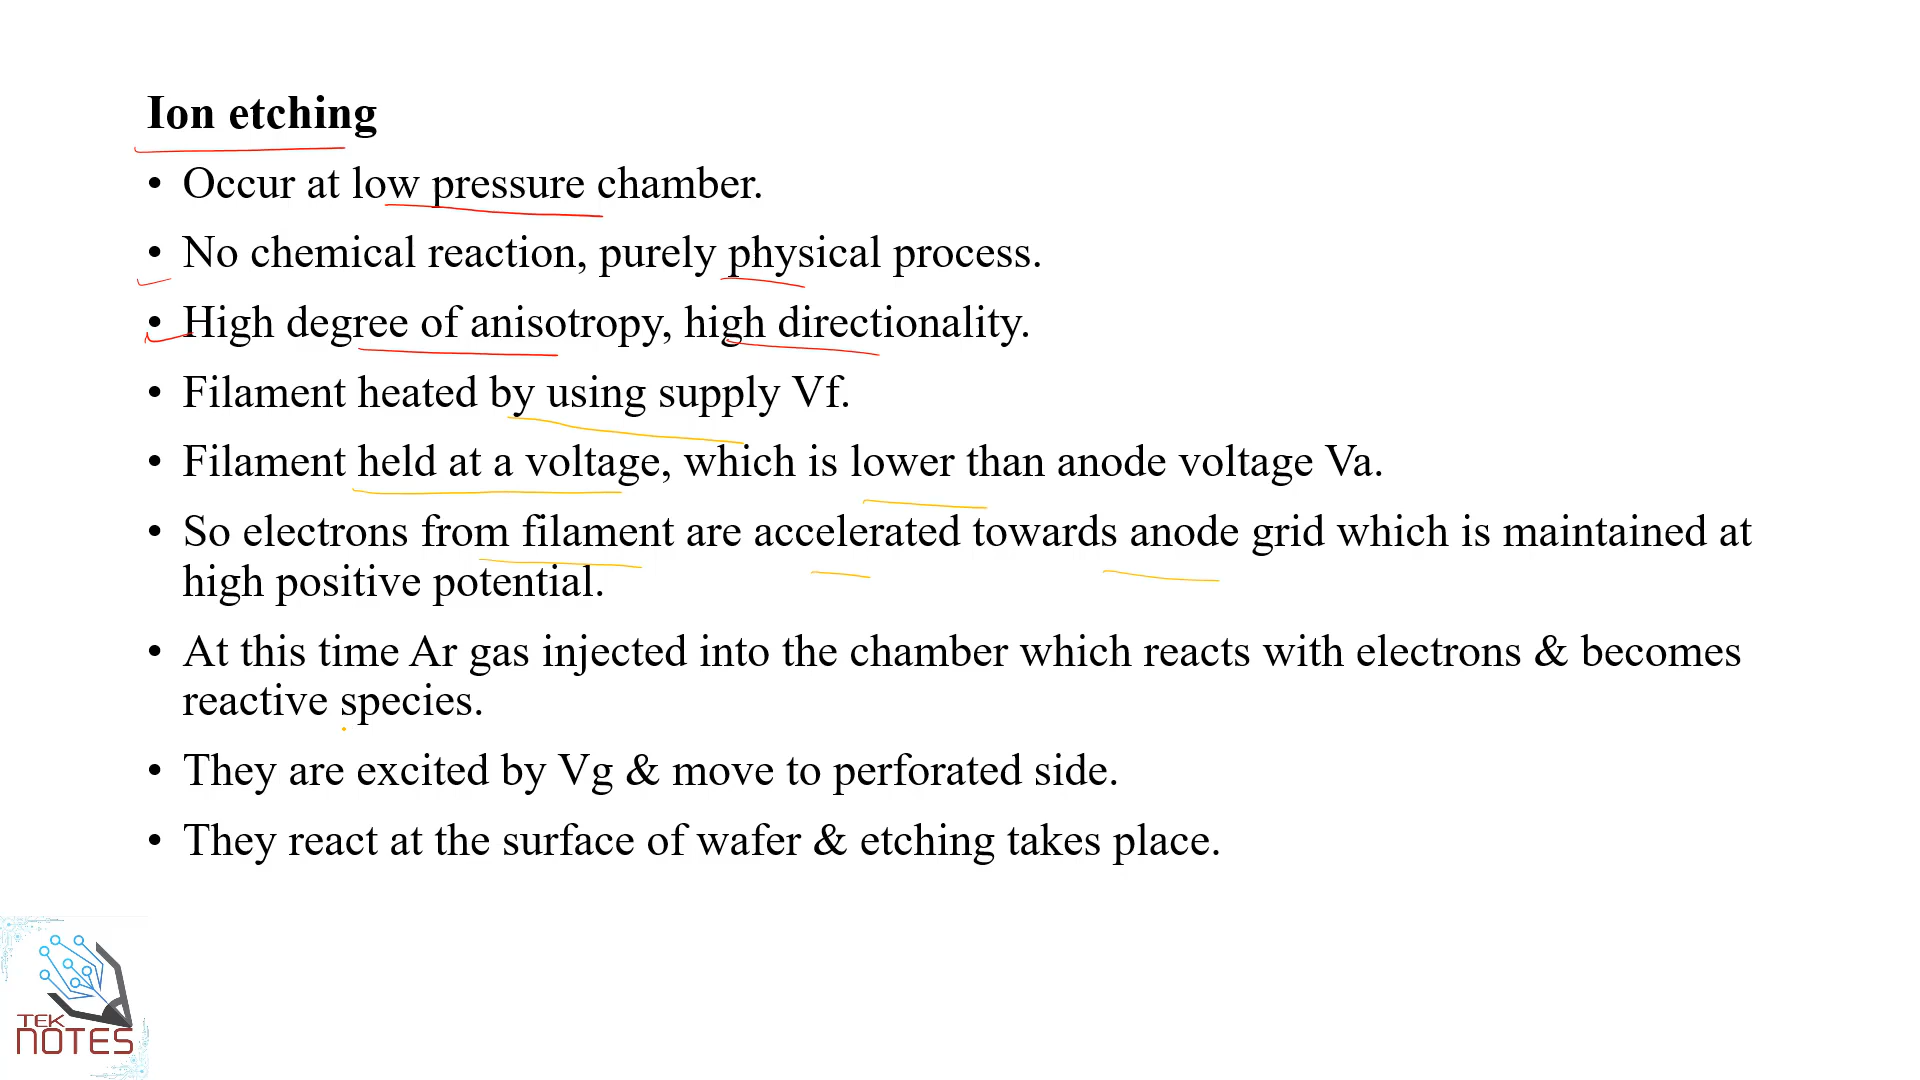 Ion etching
• Occur at low pressure chamber.
• No chemical reaction, purely physical process.
• High degree of anisotropy, high directionality.
• Filament heated by using supply Vf.
• Filament held at a voltage, which is lower than anode voltage Va.
• So electrons from filament are accelerated towards anode grid which is maintained at
high positive potential.
• At this time Ar gas injected into the chamber which reacts with electrons & becomes
reactive species.
• They are excited by Vg & move to perforated side.
• They react at the surface of wafer & etching takes place.
TEK
NOTES